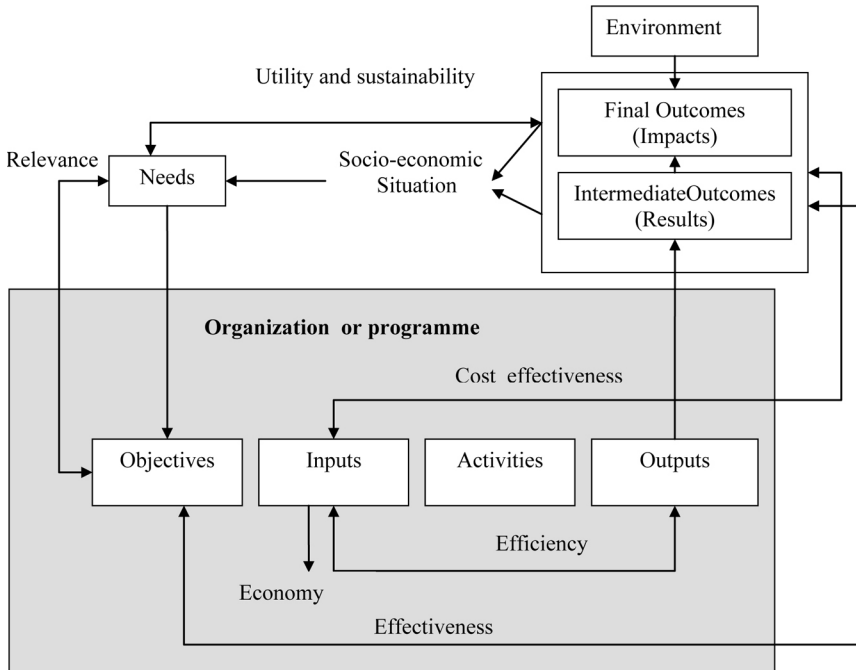 Environment
Utility and sustainability
Final Outcomes
(Impacts)
Relevance
Needs
Socio-economic
Situation
IntermediateOutcomes
(Results)
Organization or programme
Cost effectiveness
Objectives
Inputs
Activities
Outputs
Efficiency
Economy
Effectiveness